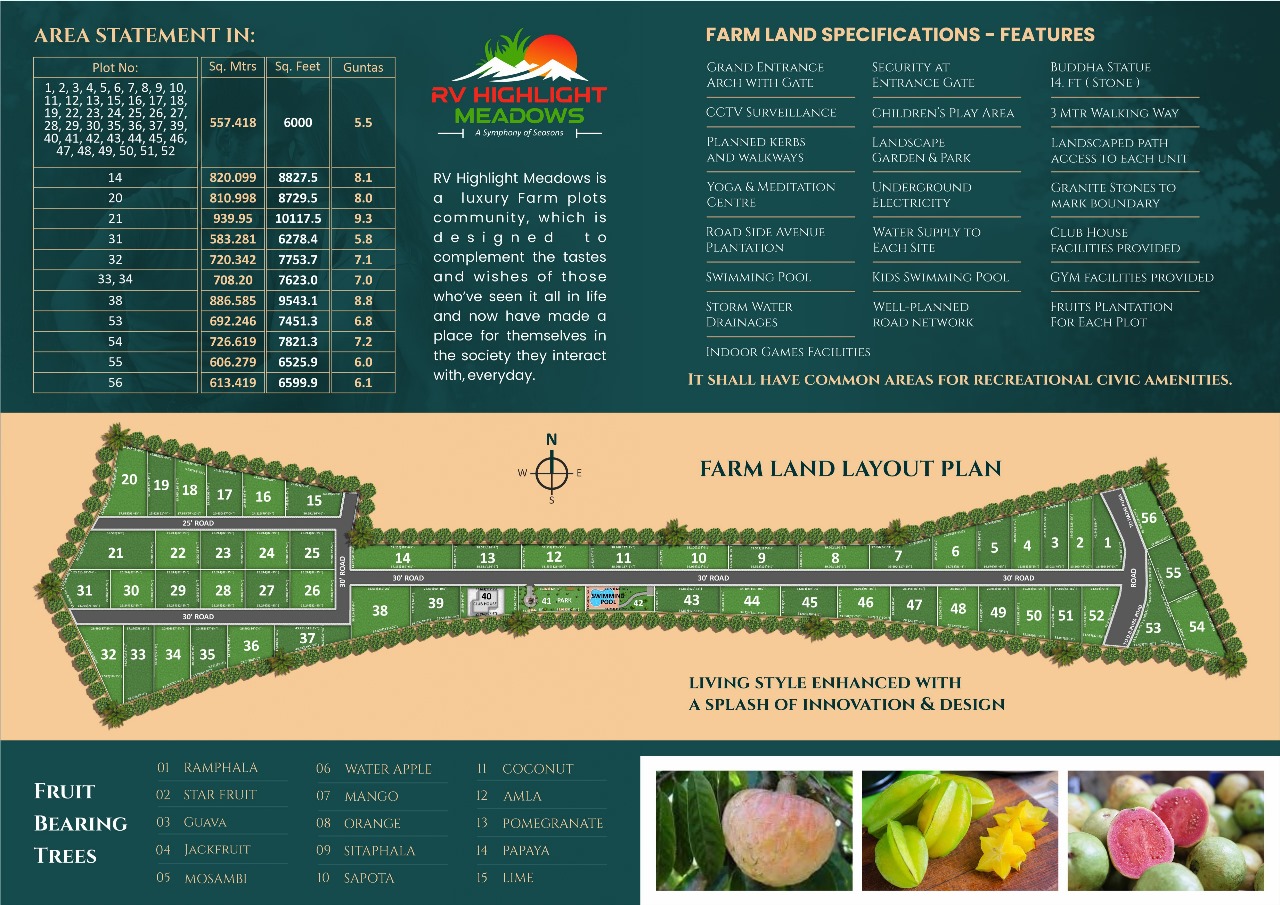 AREA STATEMENT IN:
Plot No: Sq. Mtrs Sq. Feet Guntas
1, 2, 3, 4, 5, 6, 7, 8, 9, 10,
11, 12, 13, 15, 16, 17, 18,
19, 22, 23, 24, 25, 26, 27,
28, 29, 30, 35, 36, 37, 39,
40, 41, 42, 43, 44, 45, 46,
47, 48, 49, 50, 51, 52
557.418 6000 5.5
14 820.099 8827.5 8.1
20 810.998 8729.5 8.0
21 939.95 10117.5 9.3
31 583.281 6278.4 5.8
32 720.342 7753.7 7.1
33, 34 708.20 7623.0 7.0
38 886.585 9543.1 8.8
53 692.246 7451.3 6.8
54 726.619 7821.3 7.2
55 606.279 6525.9 6.0
56 613.419 6599.9 6.1
RV HIGHLIGHT
MEADOWS
A Symphony of Seasons
RV Highlight Meadows is
a luxury Farm plots
community, which is
designed to
complement the tastes
and wishes of those
who've seen it all in life
and now have made a
place for themselves in
the society they interact
with, everyday.
FARM LAND SPECIFICATIONS - FEATURES
GRAND ENTRANCE
ARCH WITH GATE
SECURITY AT
ENTRANCE GATE
BUDDHA STATUE
14. FT ( STONE )
CCTV SURVEILLANCE
CHILDREN'S PLAY AREA
3 MTR WALKING WAY
PLANNED KERBS
AND WALKWAYS
LANDSCAPE
GARDEN & PARK
LANDSCAPED PATH
ACCESS TO EACH UNIT
YOGA & MEDITATION
CENTRE
UNDERGROUND
ELECTRICITY
GRANITE STONES TO
MARK BOUNDARY
ROAD SIDE AVENUE
PLANTATION
WATER SUPPLY TO
EACH SITE
CLUB HOUSE
FACILITIES PROVIDED
SWIMMING POOL
KIDS SWIMMING POOL
GYM FACILITIES PROVIDED
STORM WATER
DRAINAGES
WELL-PLANNED
ROAD NETWORK
FRUITS PLANTATION
FOR EACH PLOT
INDOOR GAMES FACILITIES
IT SHALL HAVE COMMON AREAS FOR RECREATIONAL CIVIC AMENITIES.
FARM LAND LAYOUT PLAN
N
W E
S
20 19 18 17 16 15
25' ROAD
21 22 23 24 25
30' ROAD
31 30 29 28 27 26
30' ROAD
32 33 34 35 36 37
14 13 12 11 10 9 8 7 6 5 4 3 2 1
30' ROAD 30' ROAD 30' ROAD
38 39 40 41 PARK SWIMMING POOL 42 43 44 45 46 47 48 49 50 51 52
ROAD
56
55
53 54
LIVING STYLE ENHANCED WITH
A SPLASH OF INNOVATION & DESIGN
FRUIT
BEARING
TREES
01 RAMPHALA
02 STAR FRUIT
03 GUAVA
04 JACKFRUIT
05 MOSAMBI
06 WATER APPLE
07 MANGO
08 ORANGE
09 SITAPHALA
10 SAPOTA
11 COCONUT
12 AMLA
13 POMEGRANATE
14 PAPAYA
15 LIME